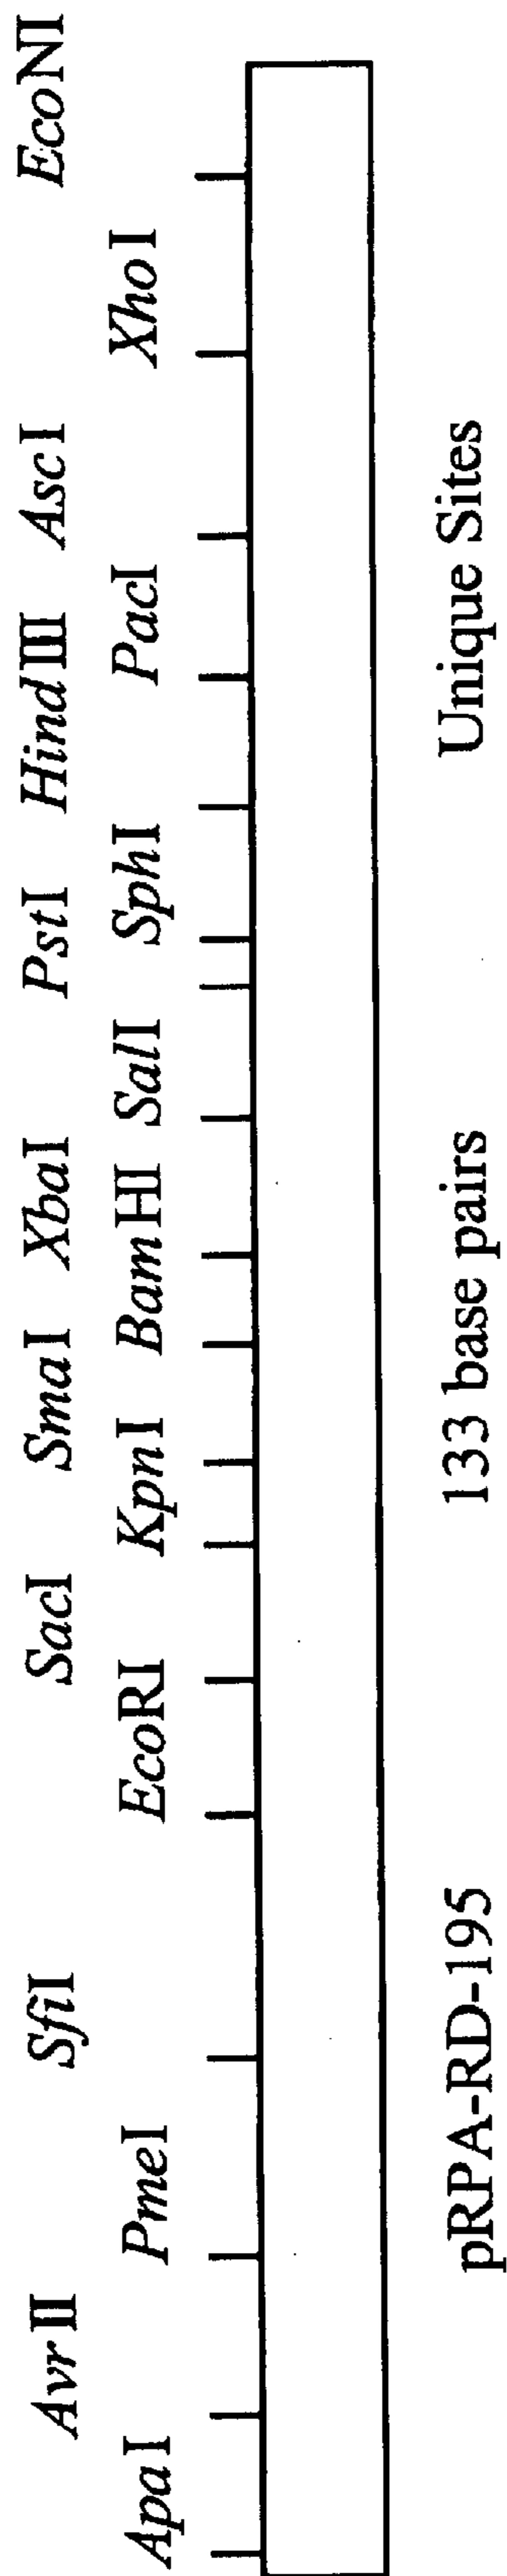 AvrII SfiI SacI SmaI XbaI PstI HindIII AscI EcoNI
ApaI PmeI EcoRI KpnI BamHI SalI SphI PacI XhoI
pRPA-RD-195 133 base pairs Unique Sites